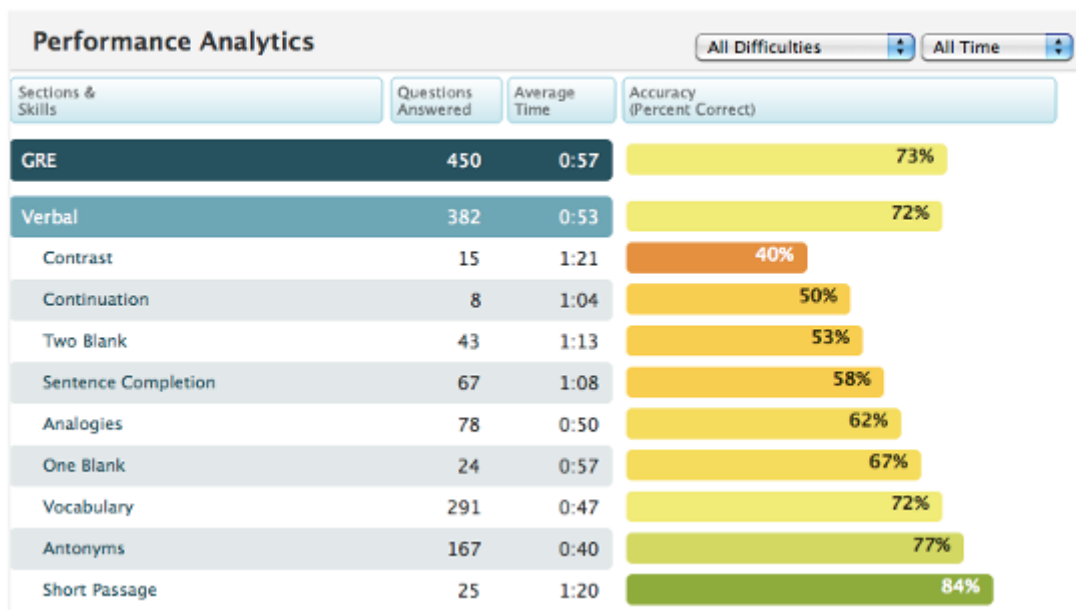 Performance Analytics
All Difficulties
All Time
Sections &
Skills
Questions
Answered
Average
Time
Accuracy
(Percent Correct)
GRE 450 0:57 73%
Verbal 382 0:53 72%
Contrast 15 1:21 40%
Continuation 8 1:04 50%
Two Blank 43 1:13 53%
Sentence Completion 67 1:08 58%
Analogies 78 0:50 62%
One Blank 24 0:57 67%
Vocabulary 291 0:47 72%
Antonyms 167 0:40 77%
Short Passage 25 1:20 84%